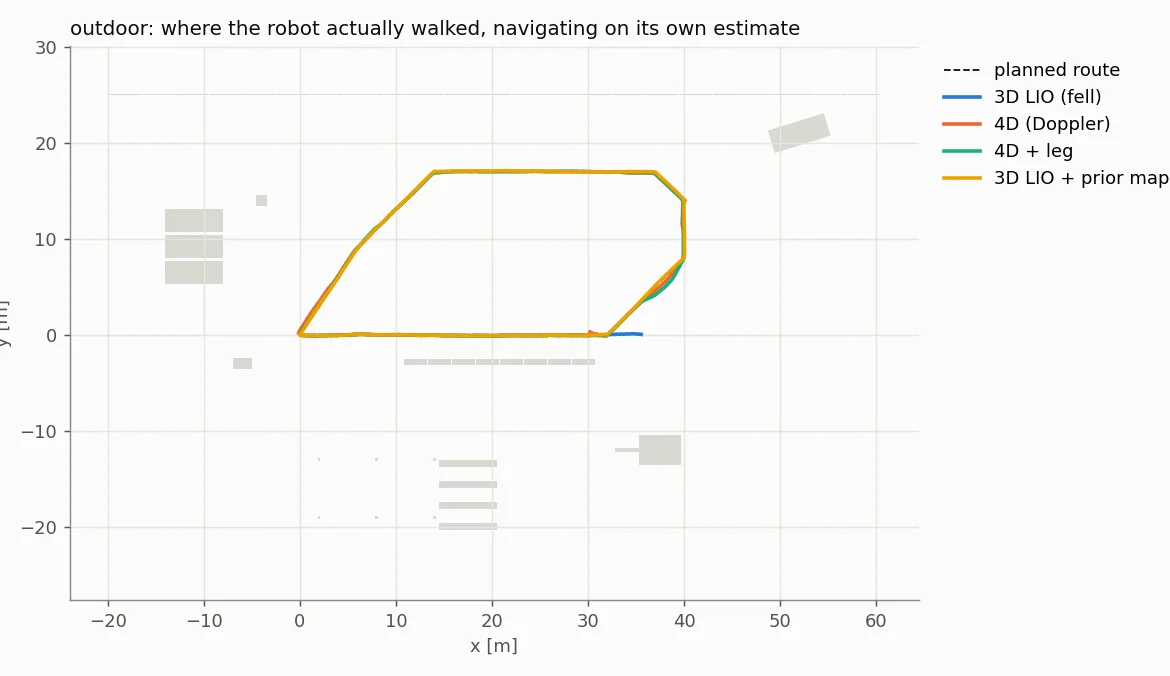 outdoor: where the robot actually walked, navigating on its own estimate
planned route
3D LIO (fell)
4D (Doppler)
4D + leg
3D LIO + prior map
30
20
10
0
−10
−20
y [m]
−20
−10
0
10
20
30
40
50
60
x [m]